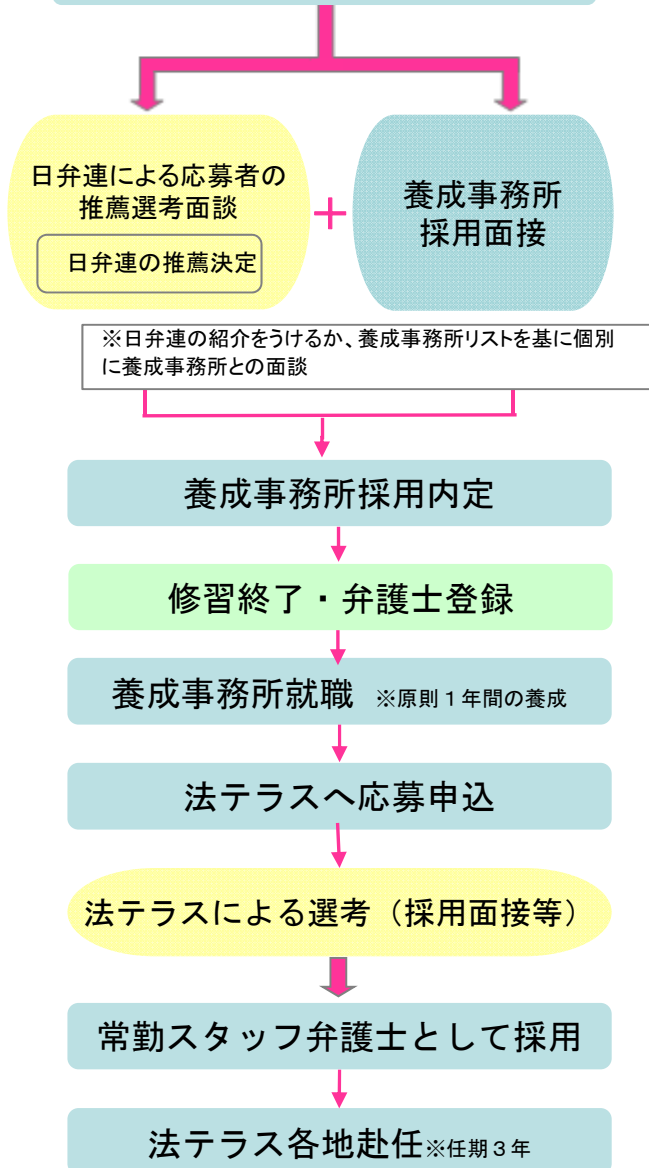 日弁連による応募者の
推薦選考面談
日弁連の推薦決定
+
養成事務所
採用面接
※日弁連の紹介をうけるか、養成事務所リストを基に個別
に養成事務所との面談
養成事務所採用内定
修習終了・弁護士登録
養成事務所就職 ※原則1年間の養成
法テラスへ応募申込
法テラスによる選考（採用面接等）
常勤スタッフ弁護士として採用
法テラス各地赴任※任期3年